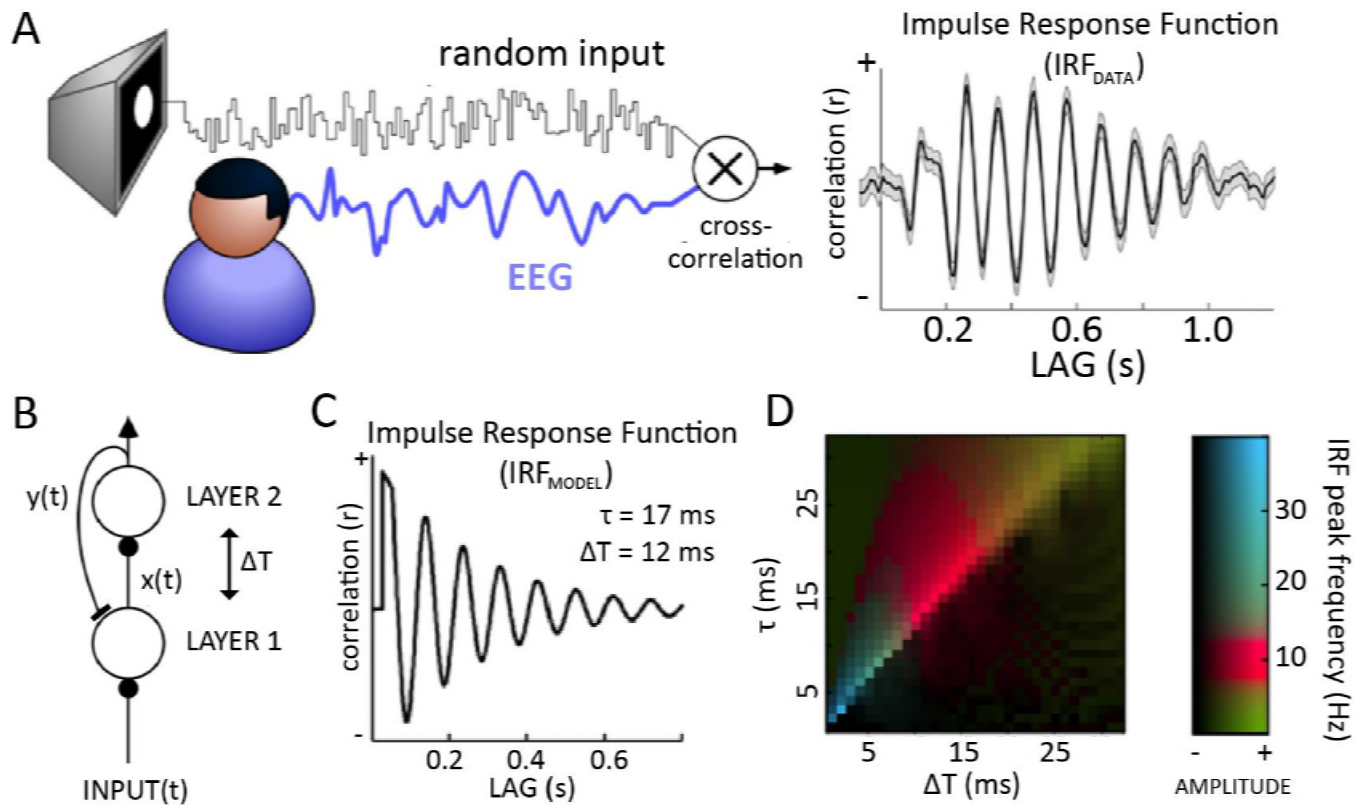 A
random input
EEG
cross-
correlation
Impulse Response Function
(IRF_DATA)
+
correlation (r)
-
0.2 0.6 1.0
LAG (s)
B
y(t)
LAYER 2
ΔT
x(t)
LAYER 1
INPUT(t)
C
Impulse Response Function
(IRF_MODEL)
+
τ = 17 ms
ΔT = 12 ms
correlation (r)
-
0.2 0.4 0.6
LAG (s)
D
τ (ms)
25
15
5
5 15 25
ΔT (ms)
30
20
10
IRF peak frequency (Hz)
- +
AMPLITUDE